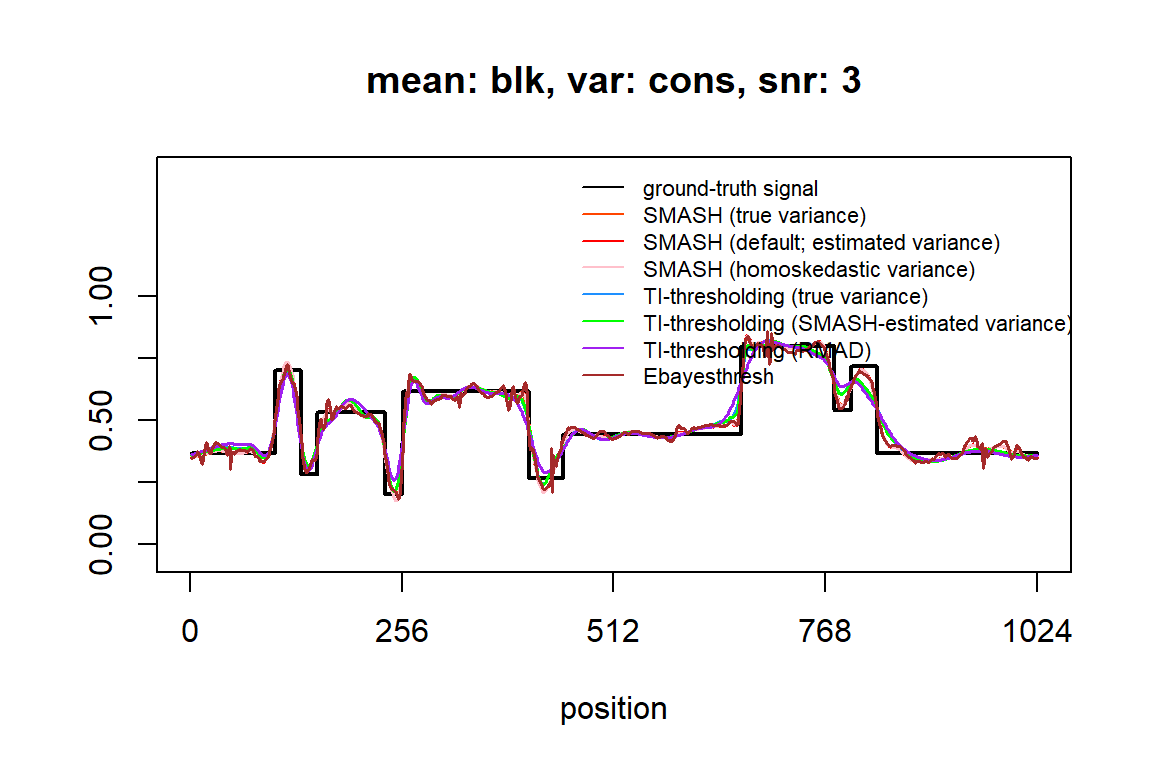 mean: blk, var: cons, snr: 3
ground-truth signal
SMASH (true variance)
SMASH (default; estimated variance)
SMASH (homoskedastic variance)
TI-thresholding (true variance)
TI-thresholding (SMASH-estimated variance)
TI-thresholding (RMAD)
Ebayesthresh
1.00
0.50
0.00
0 256 512 768 1024
position